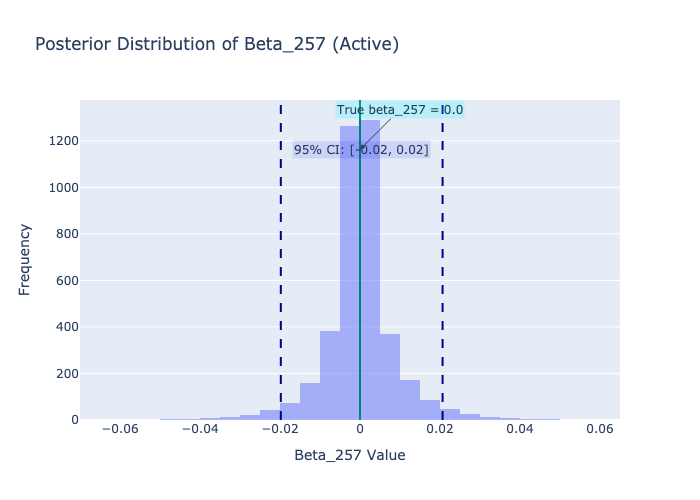 Posterior Distribution of Beta_257 (Active)
True beta_257 = 0.0
95% CI: [-0.02, 0.02]
1200
1000
800
600
400
200
0
Frequency
−0.06
−0.04
−0.02
0
0.02
0.04
0.06
Beta_257 Value